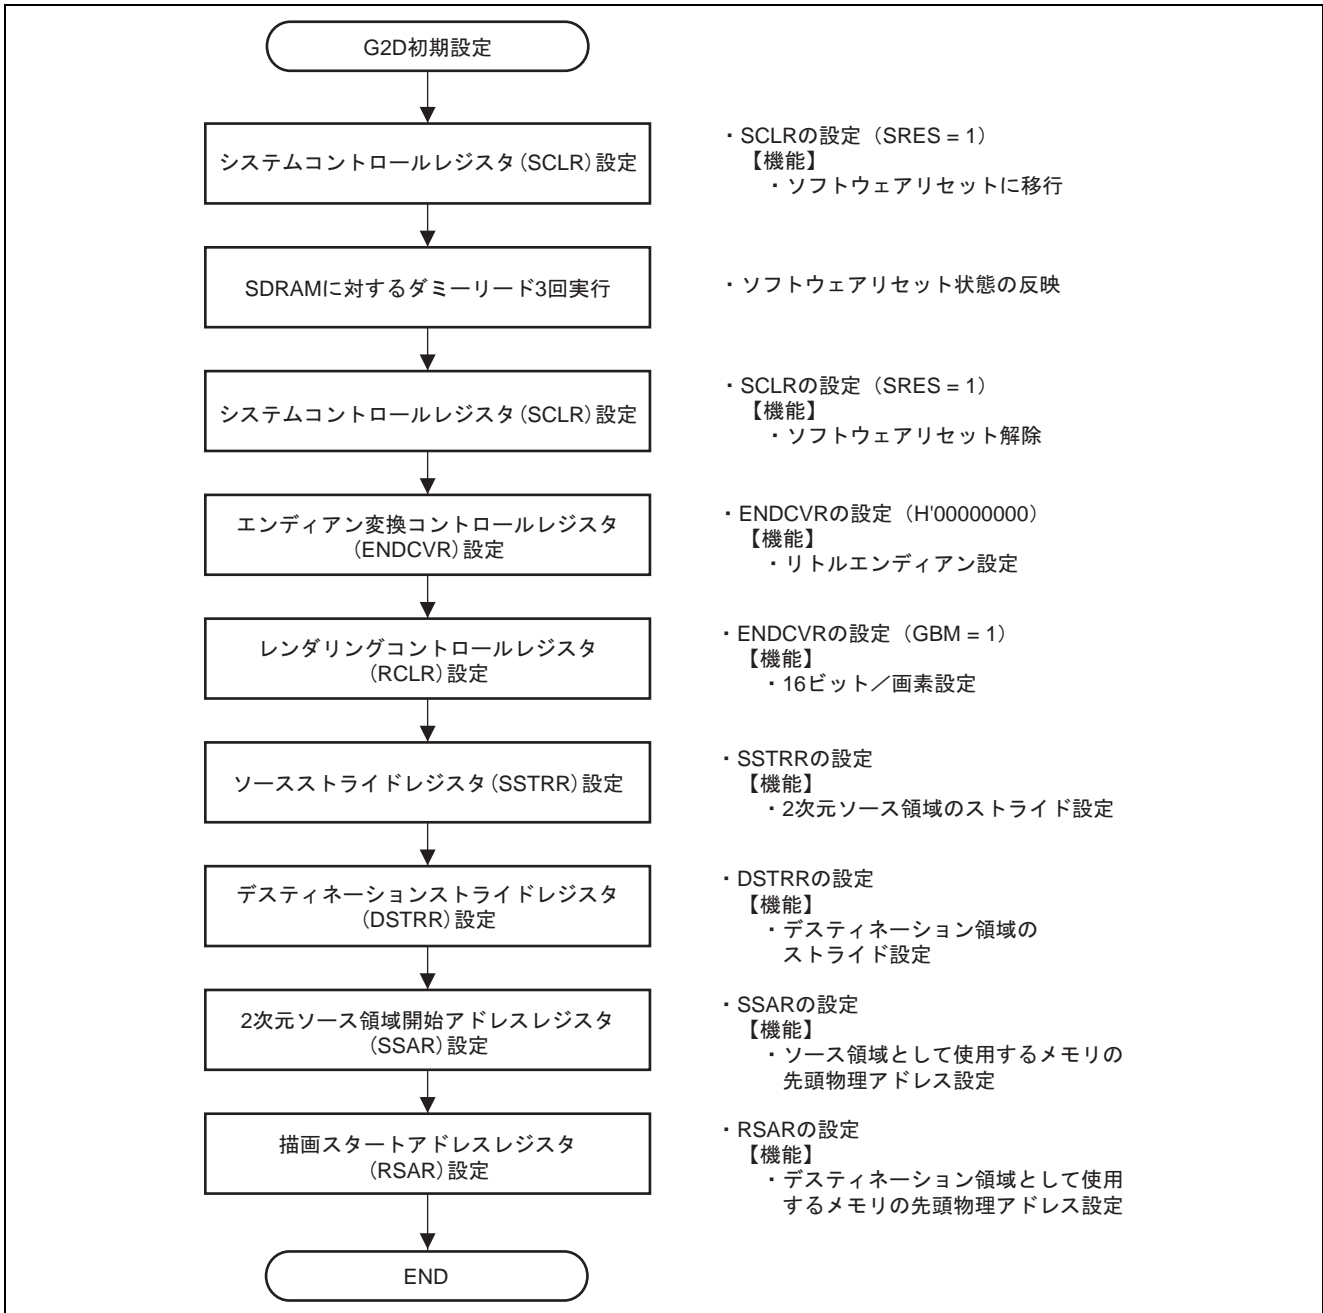 G2D初期設定
システムコントロールレジスタ(SCLR)設定
・SCLRの設定（SRES = 1）
【機能】
・ソフトウェアリセットに移行
SDRAMに対するダミーリード3回実行
・ソフトウェアリセット状態の反映
システムコントロールレジスタ(SCLR)設定
・SCLRの設定（SRES = 1）
【機能】
・ソフトウェアリセット解除
エンディアン変換コントロールレジスタ
(ENDCVR)設定
・ENDCVRの設定（H'00000000）
【機能】
・リトルエンディアン設定
レンダリングコントロールレジスタ
(RCLR)設定
・ENDCVRの設定（GBM = 1）
【機能】
・16ビット／画素設定
ソースストライドレジスタ(SSTRR)設定
・SSTRRの設定
【機能】
・2次元ソース領域のストライド設定
デスティネーションストライドレジスタ
(DSTRR)設定
・DSTRRの設定
【機能】
・デスティネーション領域の
ストライド設定
2次元ソース領域開始アドレスレジスタ
(SSAR)設定
・SSARの設定
【機能】
・ソース領域として使用するメモリの
先頭物理アドレス設定
描画スタートアドレスレジスタ
(RSAR)設定
・RSARの設定
【機能】
・デスティネーション領域として使用
するメモリの先頭物理アドレス設定
END